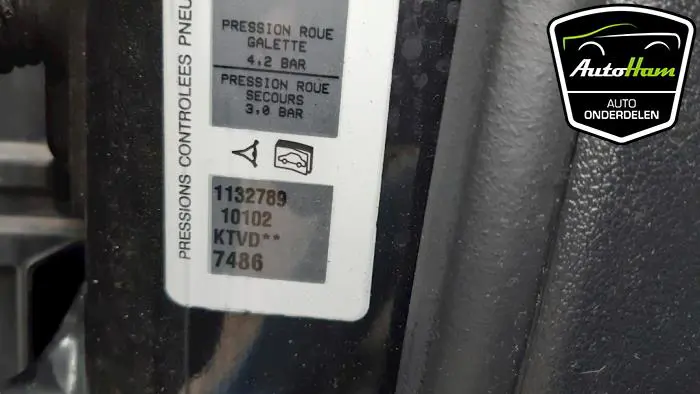 PRESSION ROUE
GALETTE
4,2 BAR
PRESSION ROUE
SECOURS
3,0 BAR
PRESSIONS CONTROLEES PNEU
1132789
10102
KTVD**
7486
AutoHam
AUTO
ONDERDELEN